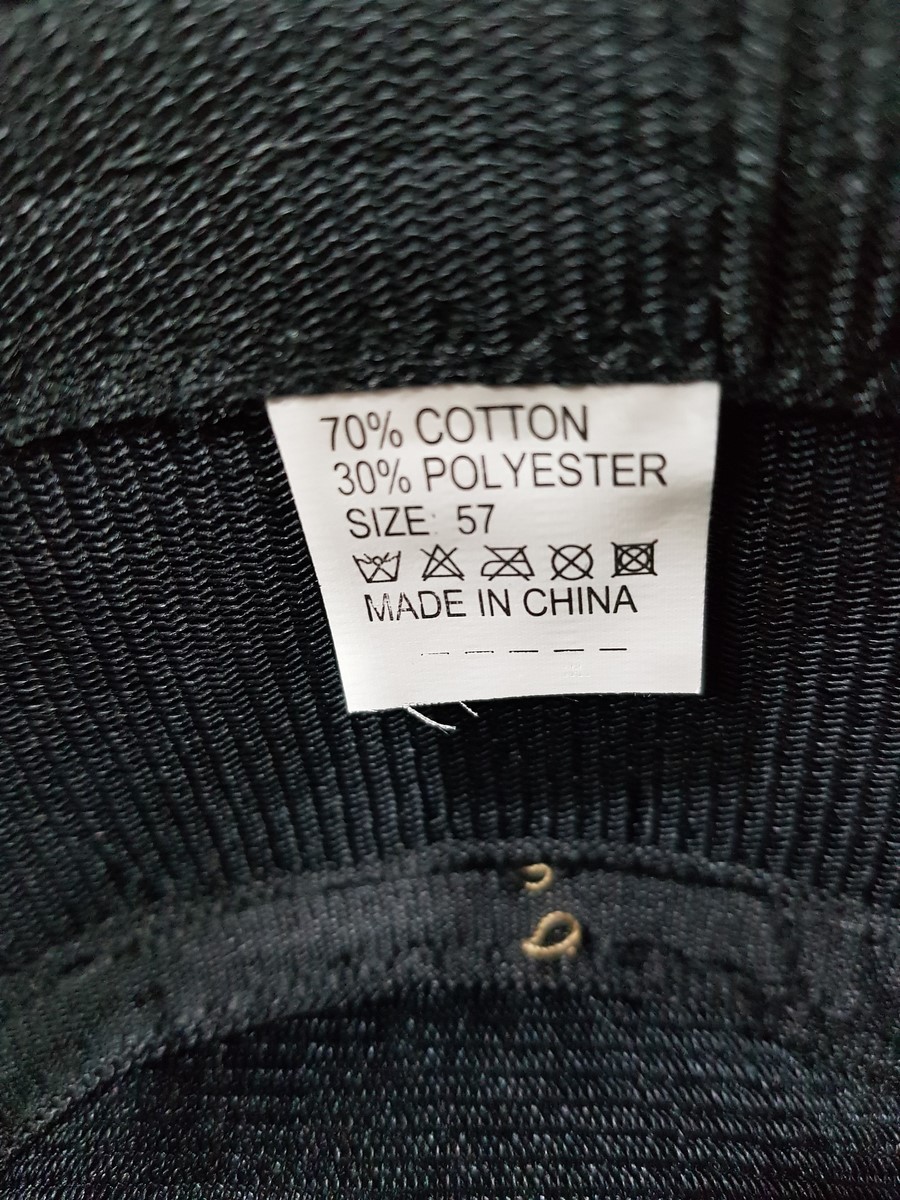 70% COTTON
30% POLYESTER
SIZE: 57
MADE IN CHINA